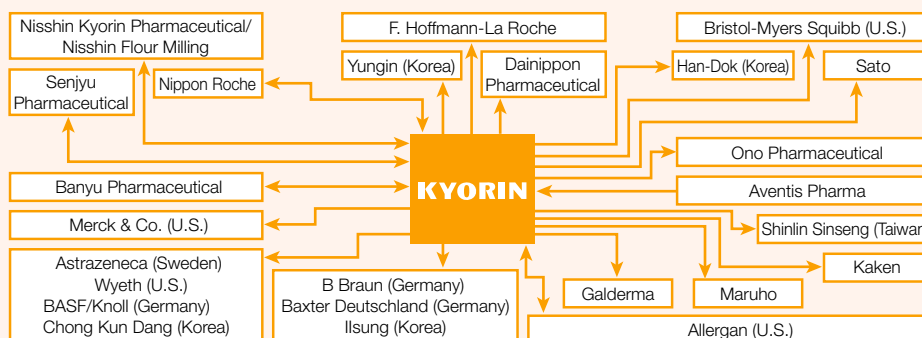 Nisshin Kyorin Pharmaceutical/
Nisshin Flour Milling
F. Hoffmann-La Roche
Bristol-Myers Squibb (U.S.)
Senjyu
Pharmaceutical
Nippon Roche
Yungin (Korea)
Dainippon
Pharmaceutical
Han-Dok (Korea)
Sato
KYORIN
Ono Pharmaceutical
Banyu Pharmaceutical
Aventis Pharma
Merck & Co. (U.S.)
Shinlin Sinseng (Taiwan
Kaken
Astrazeneca (Sweden)
Wyeth (U.S.)
BASF/Knoll (Germany)
Chong Kun Dang (Korea)
B Braun (Germany)
Baxter Deutschland (Germany)
Ilsung (Korea)
Galderma
Maruho
Allergan (U.S.)